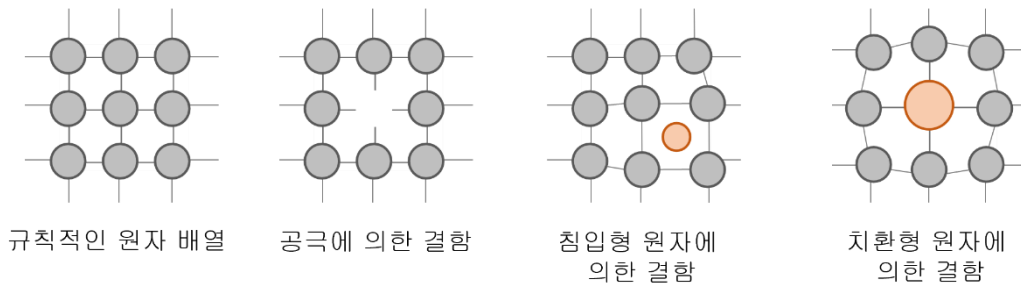 규칙적인 원자 배열
공극에 의한 결함
침입형 원자에
의한 결함
치환형 원자에
의한 결함